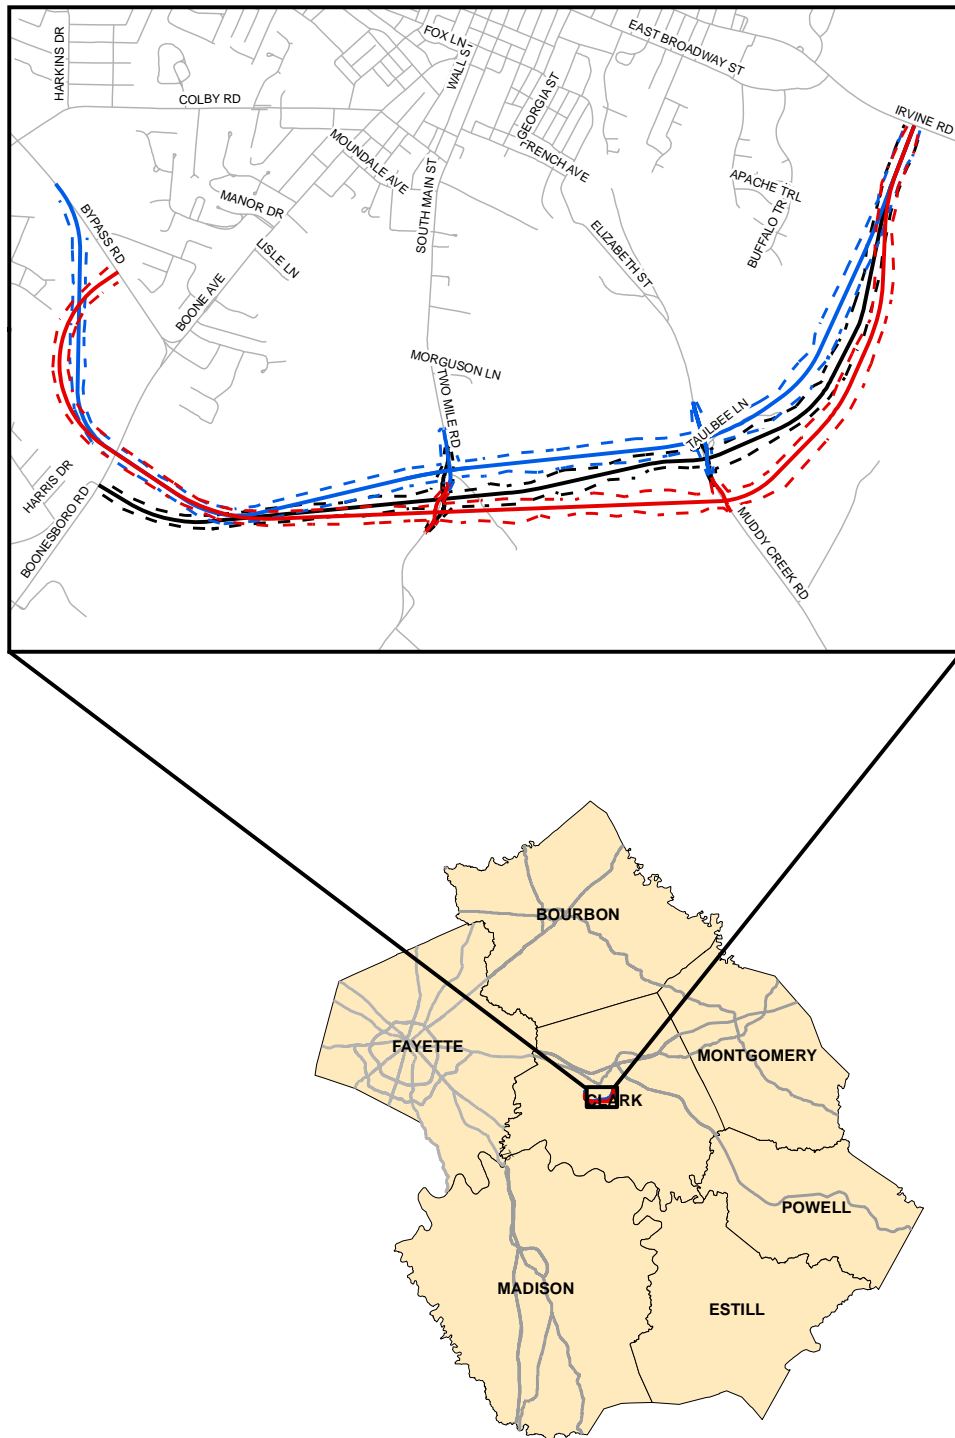 HARKINS DR
FOX LN
WALL ST
EAST BROADWAY ST
COLBY RD
GEORGIA ST
IRVINE RD
MOUNDALE AVE
FRENCH AVE
APACHE TRL
MANOR DR
SOUTH MAIN ST
BUFFALO TR
BYPASS RD
LISLE LN
ELIZABETH ST
BOONE AVE
MORGUSON LN
TWO MILE RD
TAULBEE LN
HARRIS DR
BOONESBORO RD
MUDDY CREEK RD
BOURBON
FAYETTE
MONTGOMERY
CLARK
POWELL
MADISON
ESTILL